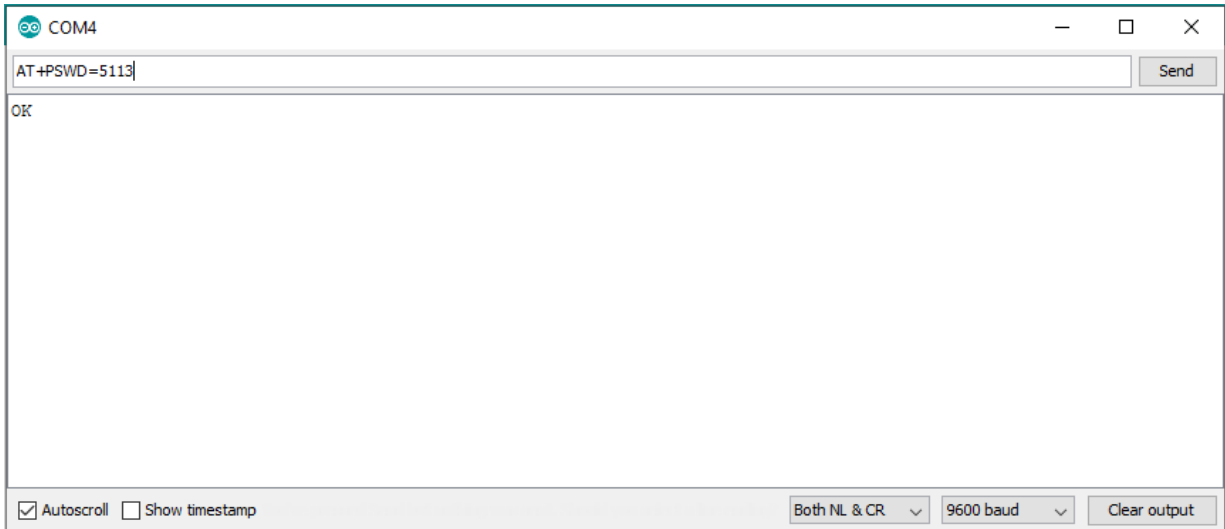 COM4
AT+PSWD=5113
Send
OK
Autoscroll Show timestamp Both NL & CR 9600 baud Clear output